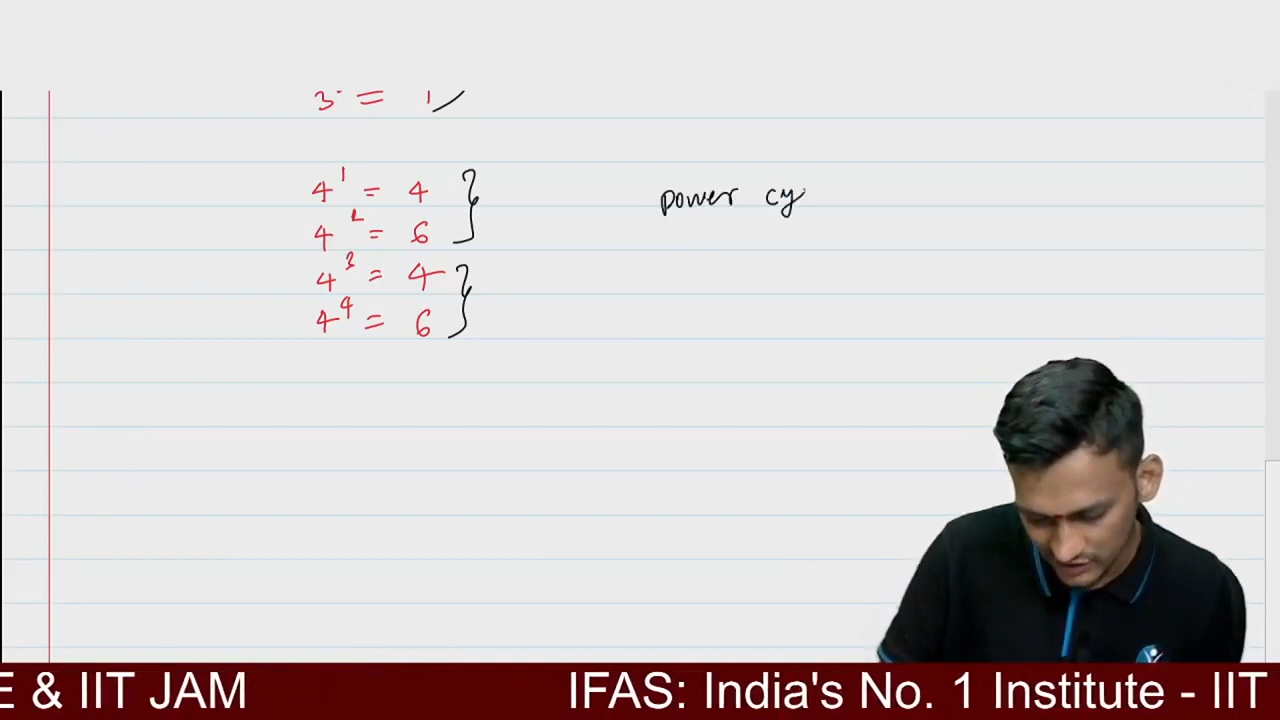 = 1
4¹ = 4
4² = 6
4³ = 4
4⁴ = 6
power cy
E & IIT JAM IFAS: India's No. 1 Institute - IIT